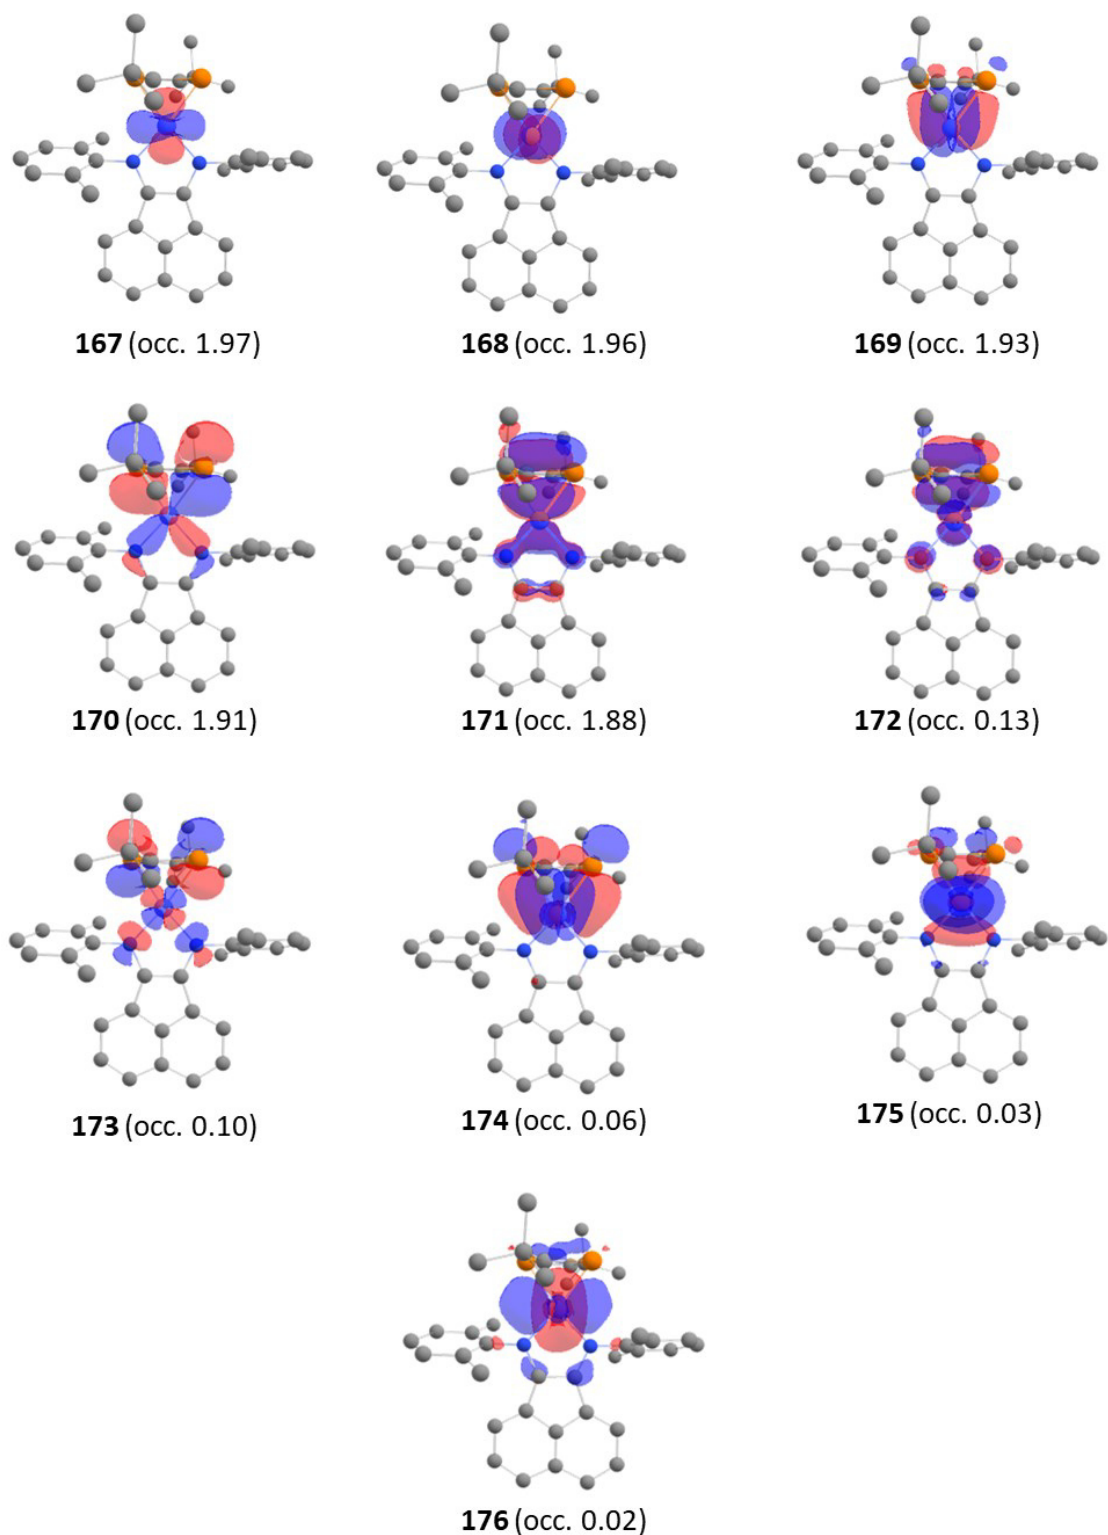 167 (occ. 1.97)
168 (occ. 1.96)
169 (occ. 1.93)
170 (occ. 1.91)
171 (occ. 1.88)
172 (occ. 0.13)
173 (occ. 0.10)
174 (occ. 0.06)
175 (occ. 0.03)
176 (occ. 0.02)